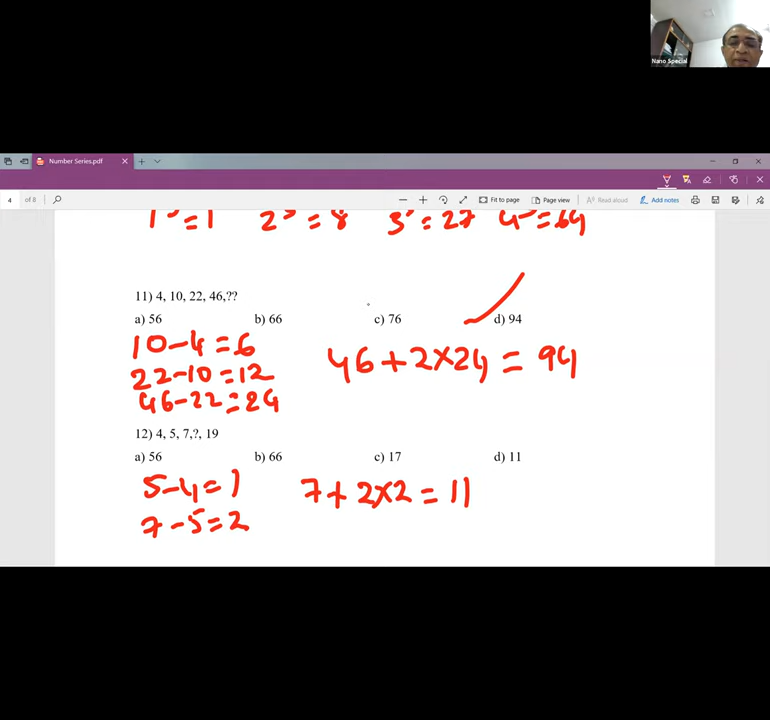 Nano Special
Number Series.pdf
4 of 8
Fit to page
Page view
Read aloud
Add notes
1³=1 2³=8 3³=27 4³=64
11) 4, 10, 22, 46,??
a) 56 b) 66 c) 76 d) 94
10-4=6
22-10=12
46-22=24
46+2×24=94
12) 4, 5, 7,?, 19
a) 56 b) 66 c) 17 d) 11
5-4=1
7-5=2
7+2×2=11